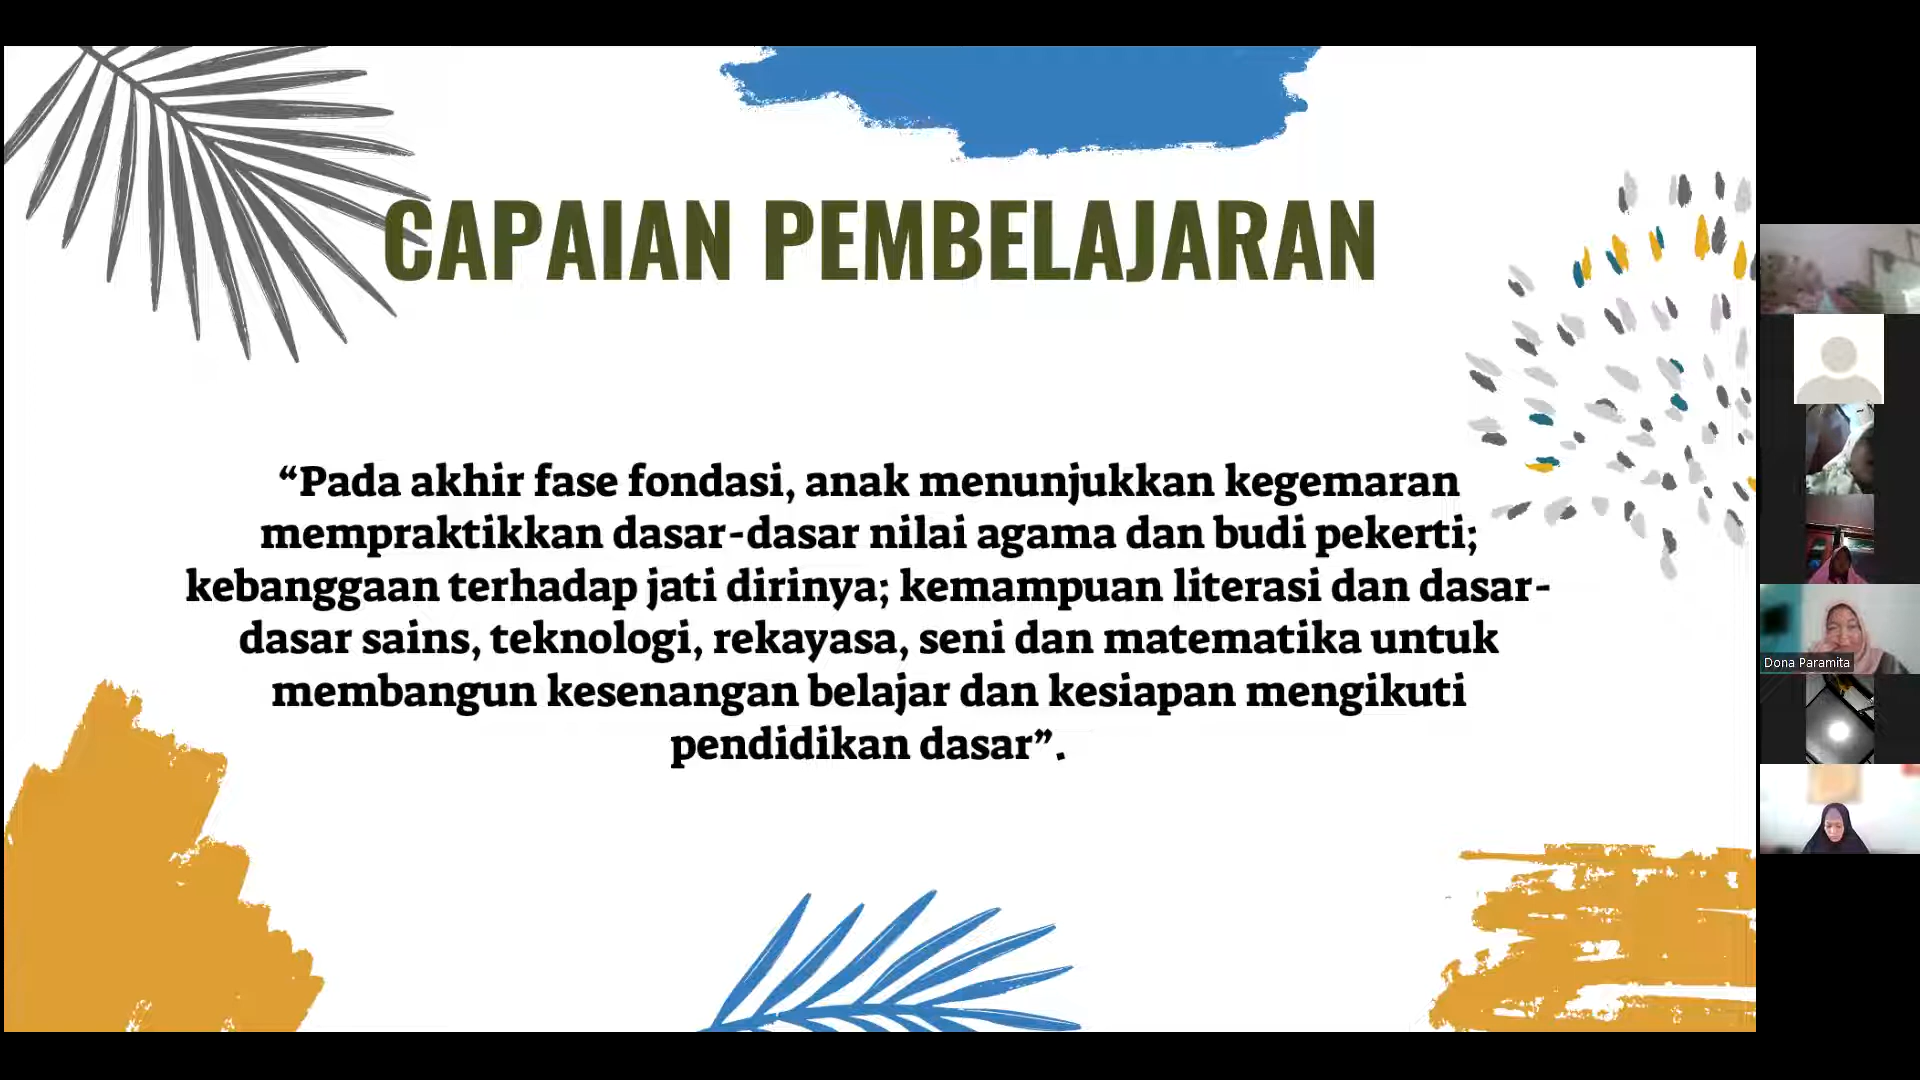 CAPAIAN PEMBELAJARAN
“Pada akhir fase fondasi, anak menunjukkan kegemaran
mempraktikkan dasar-dasar nilai agama dan budi pekerti;
kebanggaan terhadap jati dirinya; kemampuan literasi dan dasar-
dasar sains, teknologi, rekayasa, seni dan matematika untuk
membangun kesenangan belajar dan kesiapan mengikuti
pendidikan dasar”.
Dona Paramita